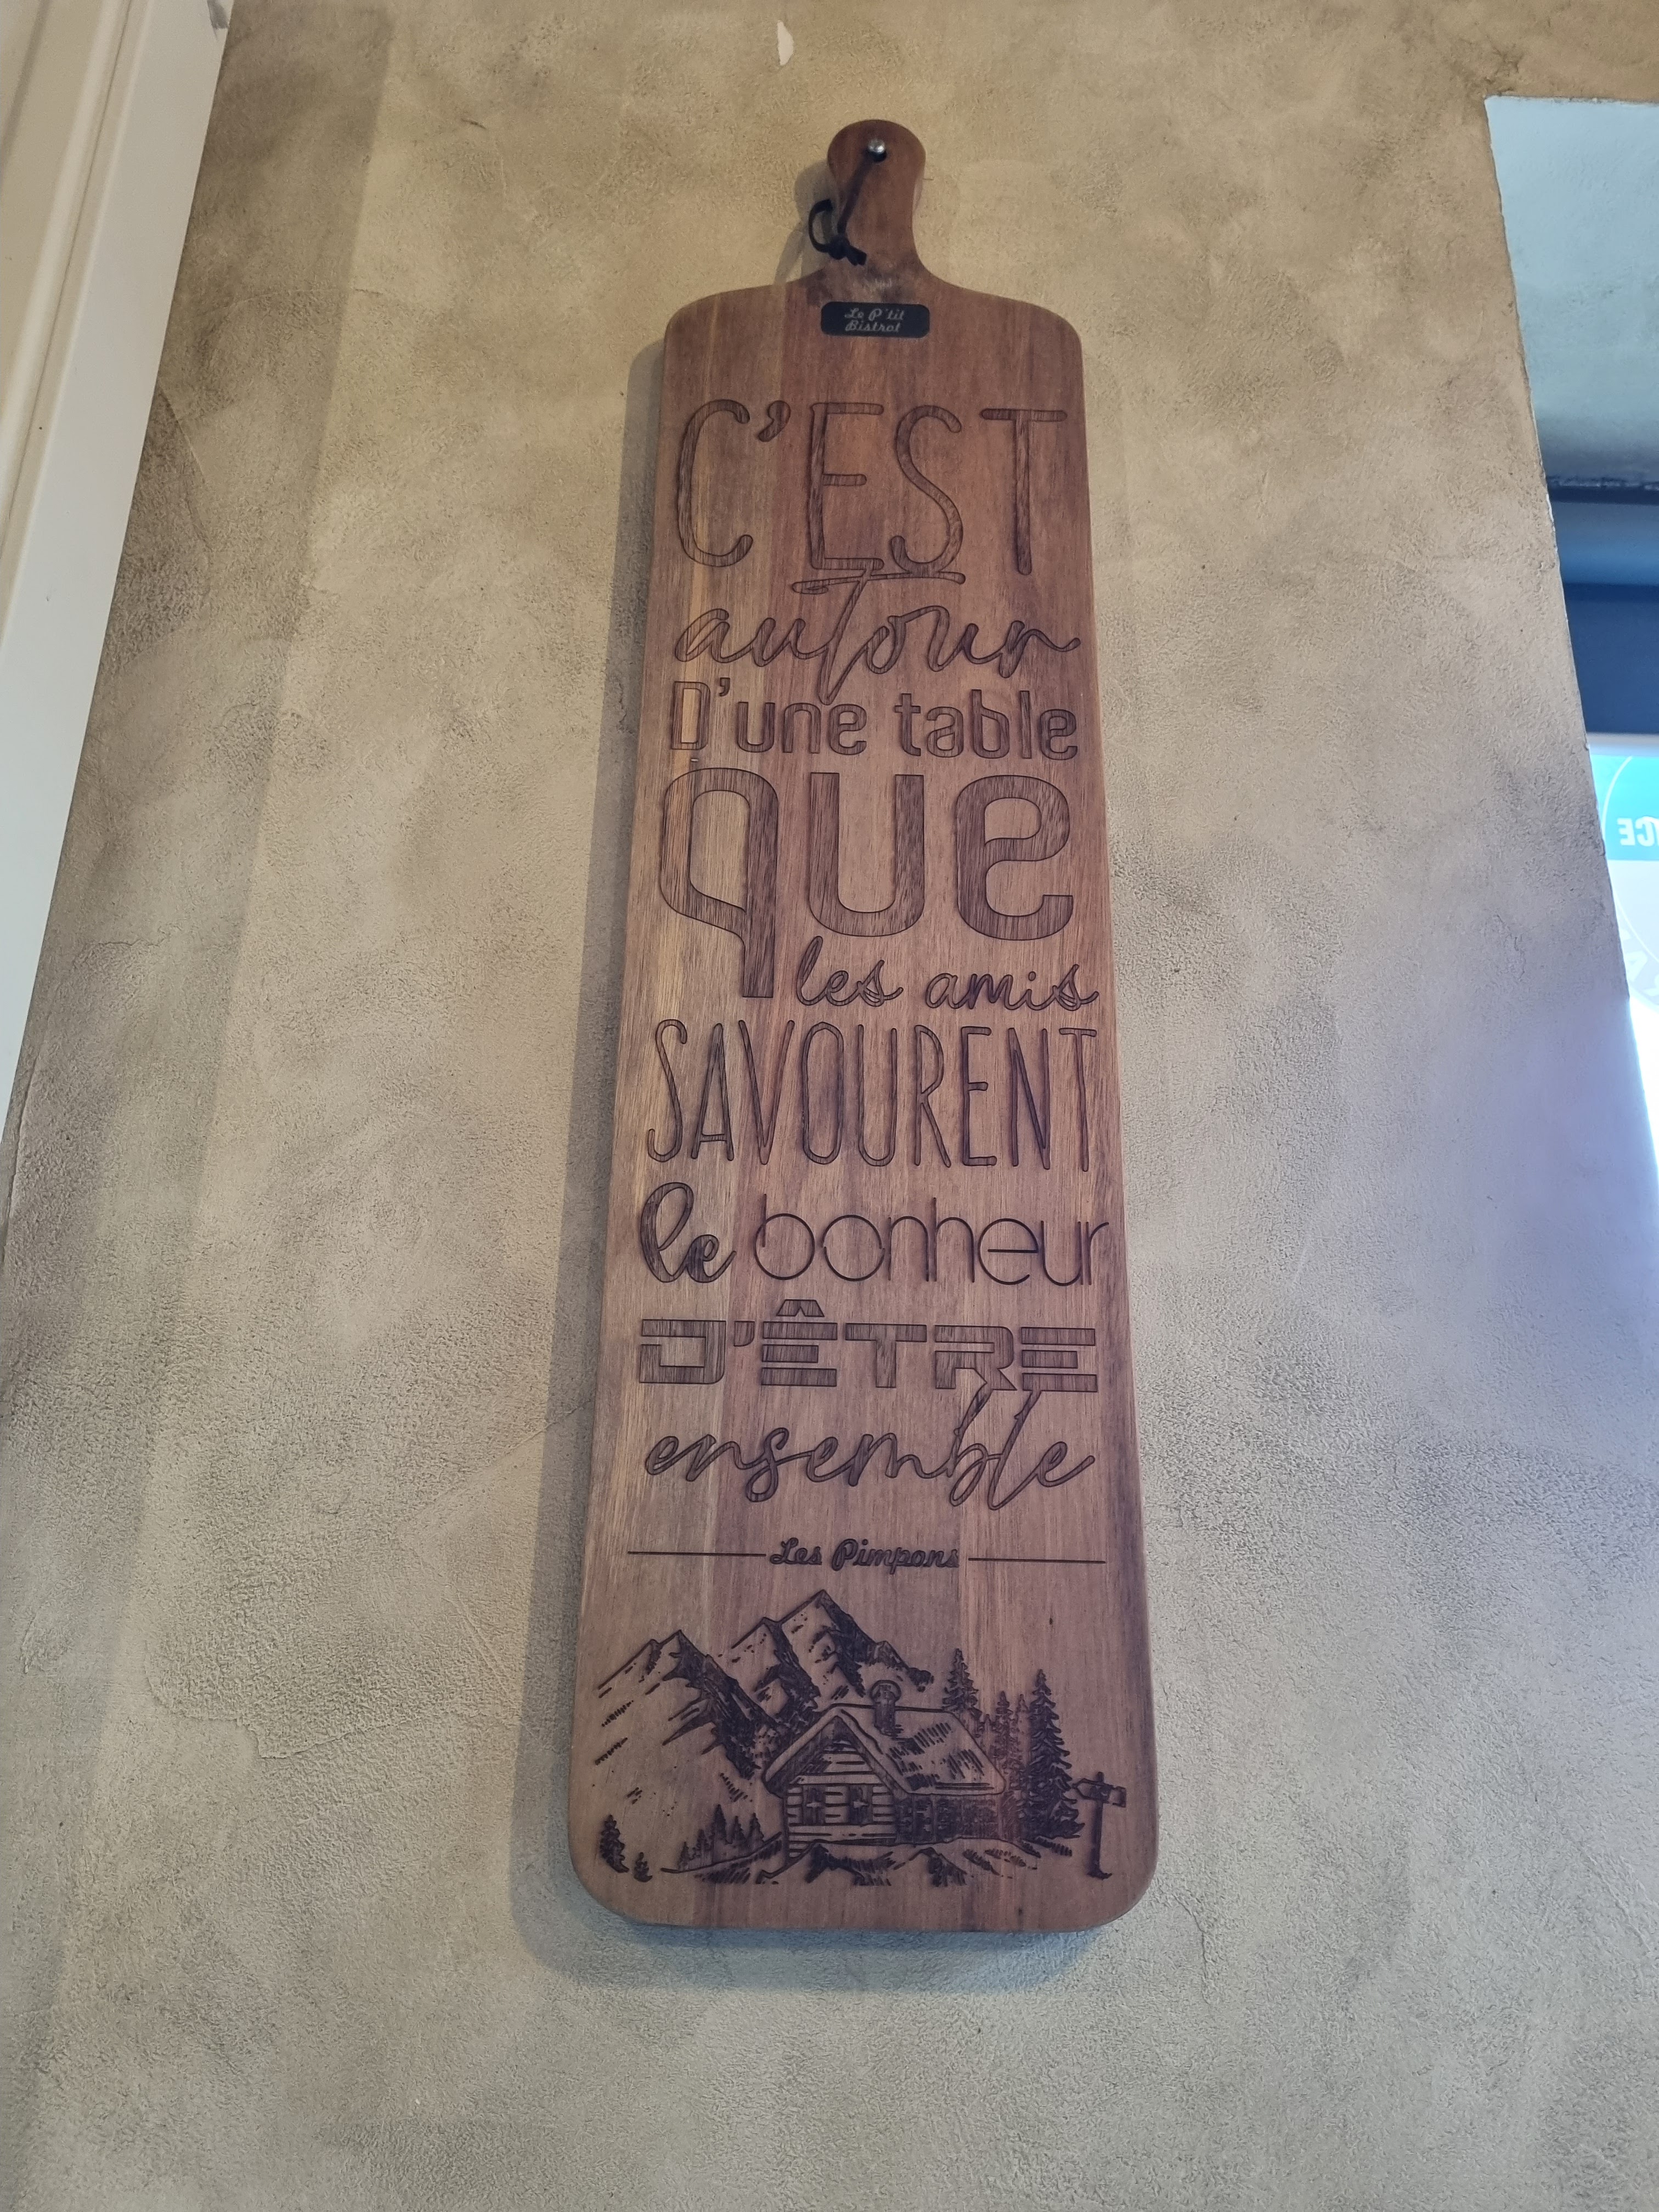 Le P'tit
Bistrot
C'EST
autour
D'une table
que
les amis
SAVOURENT
le bonheur
D'ÊTRE
ensemble
Les Pimpons